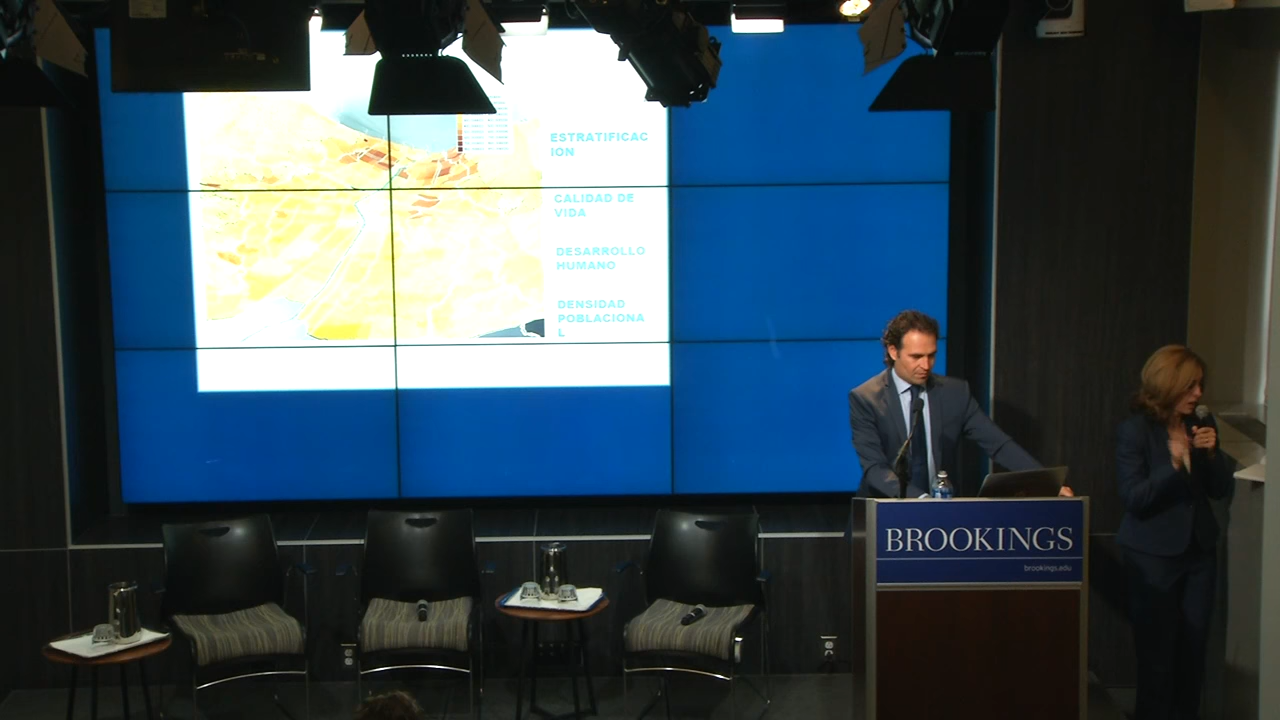 ESTRATIFICAC
ION
CALIDAD DE
VIDA
DESARROLLO
HUMANO
DENSIDAD
POBLACIONA
L
BROOKINGS
brookings.edu